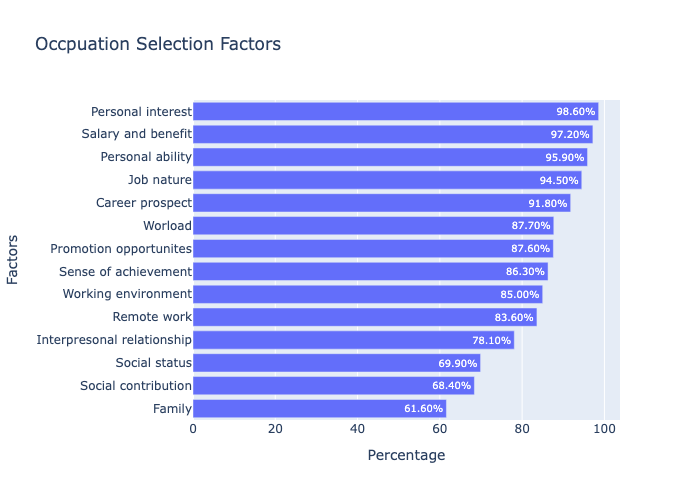 Occpuation Selection Factors
Factors
Personal interest 98.60%
Salary and benefit 97.20%
Personal ability 95.90%
Job nature 94.50%
Career prospect 91.80%
Worload 87.70%
Promotion opportunites 87.60%
Sense of achievement 86.30%
Working environment 85.00%
Remote work 83.60%
Interpresonal relationship 78.10%
Social status 69.90%
Social contribution 68.40%
Family 61.60%
0 20 40 60 80 100
Percentage